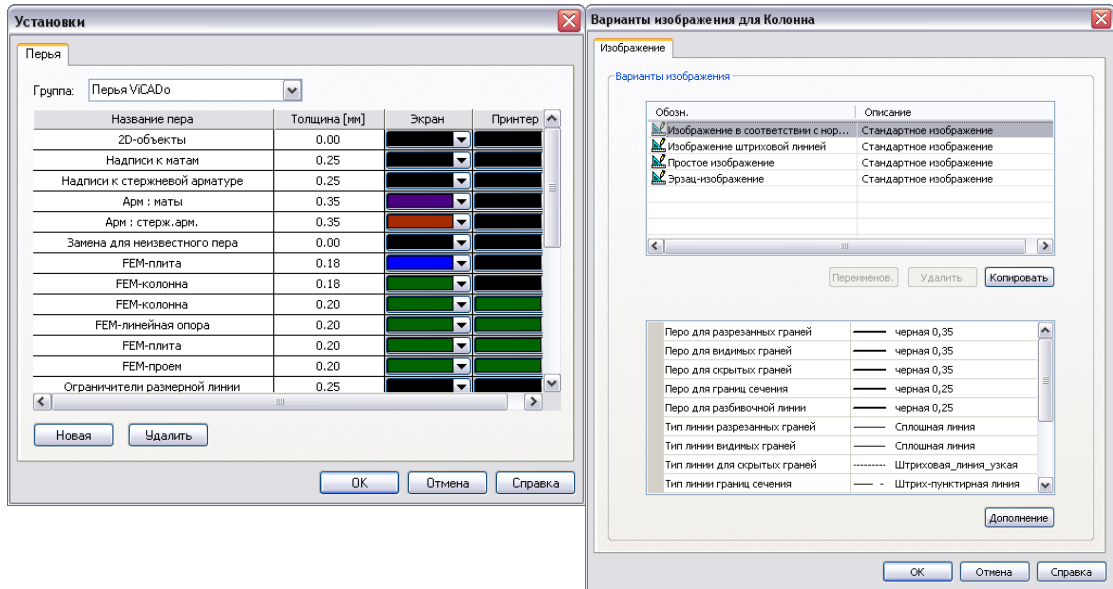 Установки
Перья
Группа: Перья ViCADo
Название пера Толщина [мм] Экран Принтер
2D-объекты 0.00
Надписи к матам 0.25
Надписи к стержневой арматуре 0.25
Арм : маты 0.35
Арм : стерж.арм. 0.35
Замена для неизвестного пера 0.00
FEM-плита 0.18
FEM-колонна 0.18
FEM-колонна 0.20
FEM-линейная опора 0.20
FEM-плита 0.20
FEM-проем 0.20
Ограничители размерной линии 0.25
Новая Удалить
OK Отмена Справка
Варианты изображения для Колонна
Изображение
Варианты изображения
Обозн. Описание
Изображение в соответствии с нор... Стандартное изображение
Изображение штриховой линией Стандартное изображение
Простое изображение Стандартное изображение
Эрзац-изображение Стандартное изображение
Переименов. Удалить Копировать
Перо для разрезанных граней черная 0,35
Перо для видимых граней черная 0,35
Перо для скрытых граней черная 0,35
Перо для границ сечения черная 0,25
Перо для разбивочной линии черная 0,25
Тип линии разрезанных граней Сплошная линия
Тип линии видимых граней Сплошная линия
Тип линии для скрытых граней Штриховая_линия_узкая
Тип линии границ сечения Штрих-пунктирная линия
Дополнение
OK Отмена Справка